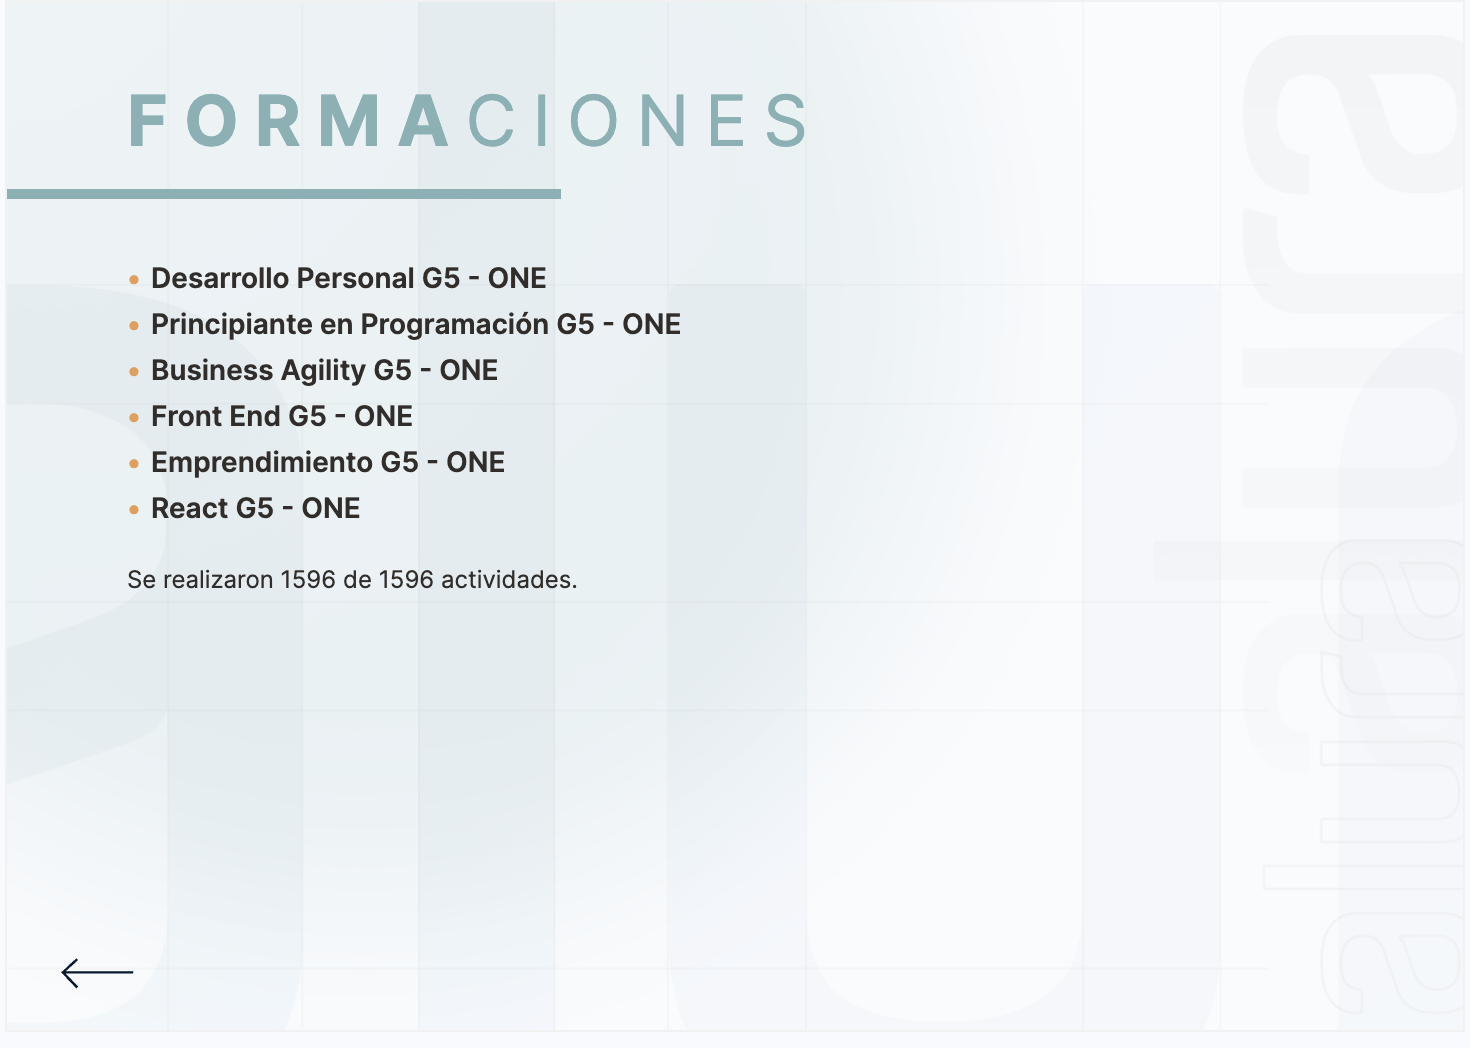 FORMACIONES
• Desarrollo Personal G5 - ONE
• Principiante en Programación G5 - ONE
• Business Agility G5 - ONE
• Front End G5 - ONE
• Emprendimiento G5 - ONE
• React G5 - ONE
Se realizaron 1596 de 1596 actividades.
alura
alura